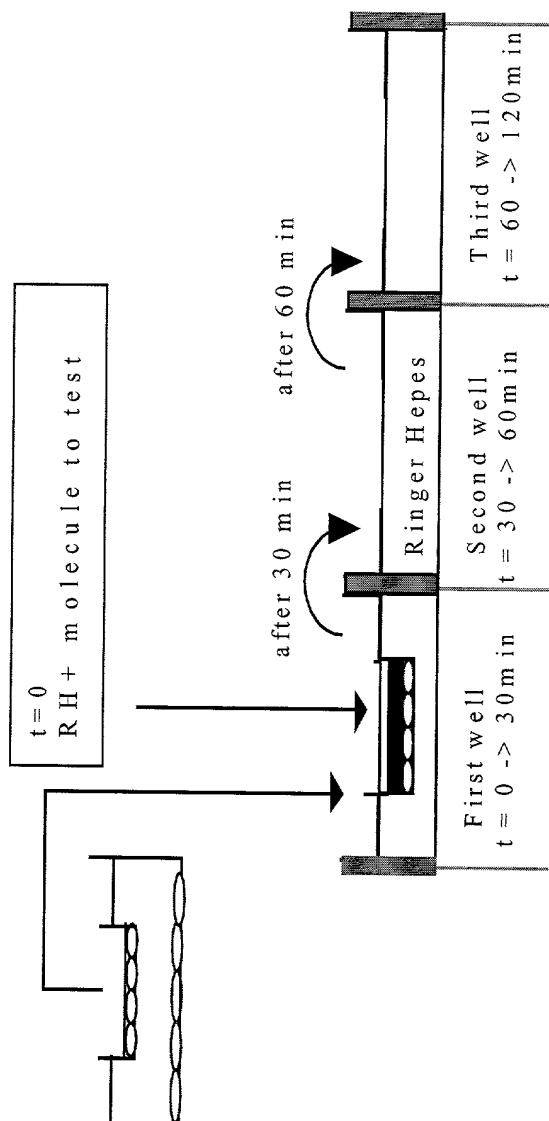 t=0
RH+ molecule to test
after 30 min
after 60 min
Ringer Hepes
First well
t = 0 -> 30min
Second well
t = 30 -> 60min
Third well
t = 60 -> 120min